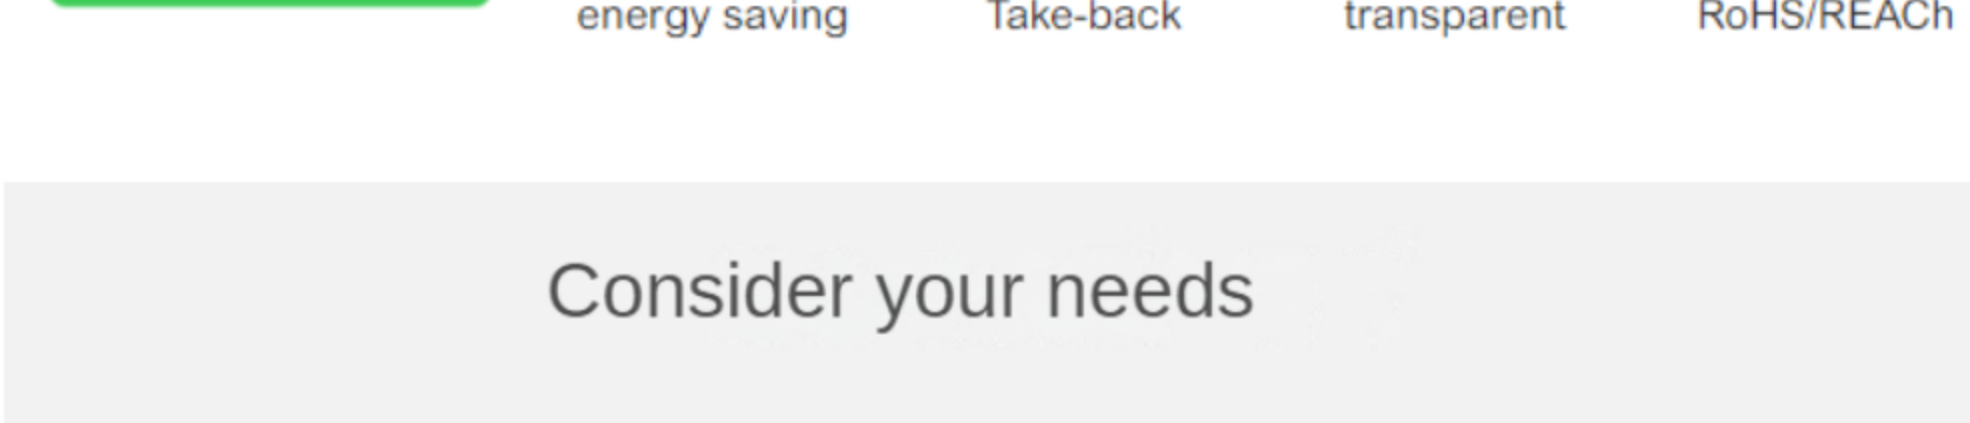 energy saving Take-back transparent RoHS/REACh
Consider your needs